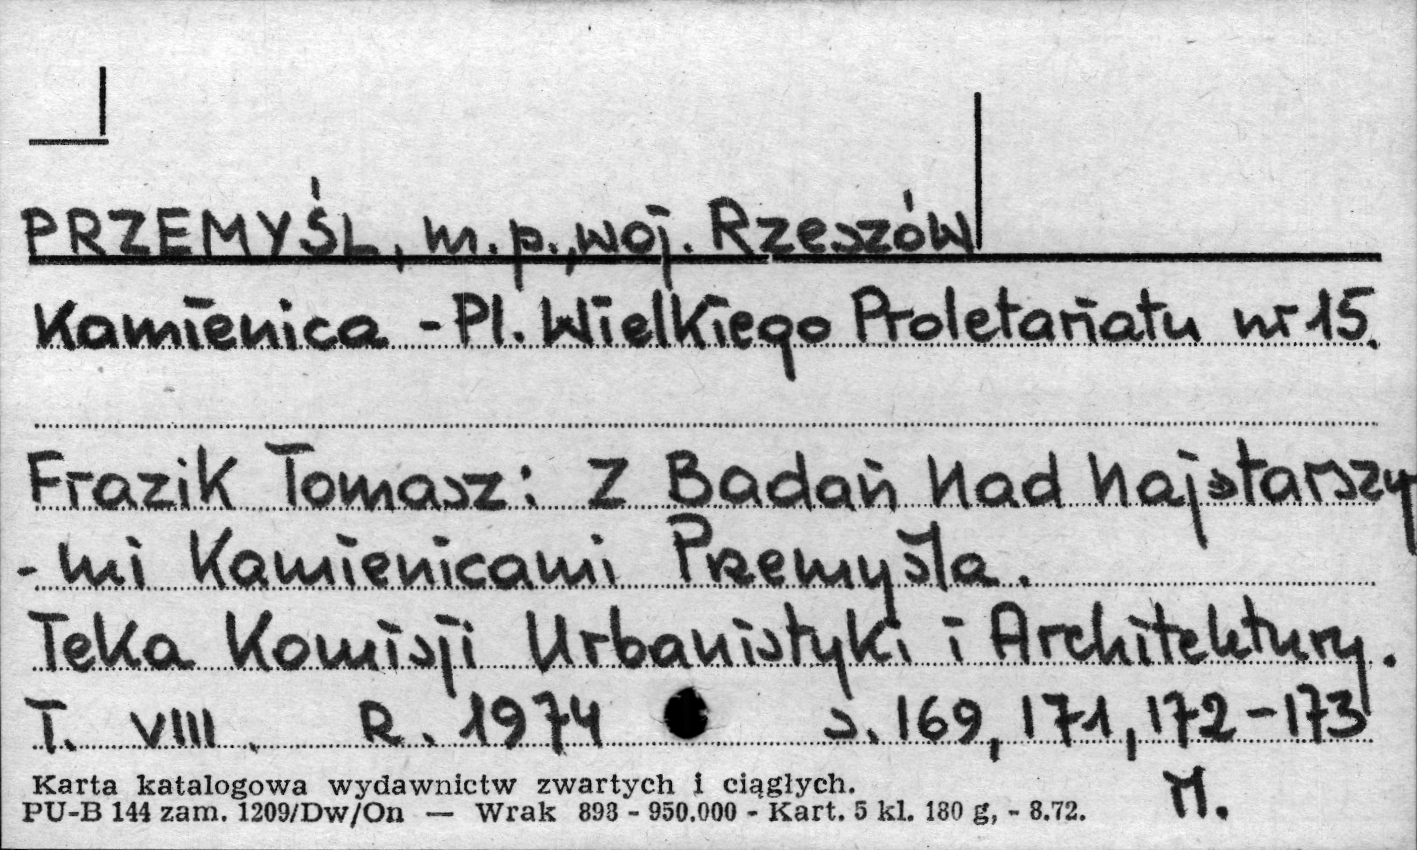 PRZEMYŚL, m.p., woj. Rzeszów
Kamienica - Pl. Wielkiego Proletariatu nr 15.
Frazik Tomasz: Z Badań Nad Najstarszy
- mi Kamienicami Przemyśla.
Teka Komisji Urbanistyki i Architektury.
T. VIII. R. 1974 s. 169, 171, 172-173
Karta katalogowa wydawnictw zwartych i ciągłych.
PU-B 144 zam. 1209/Dw/On — Wrak 893 - 950.000 - Kart. 5 kl. 180 g, - 8.72.
M.